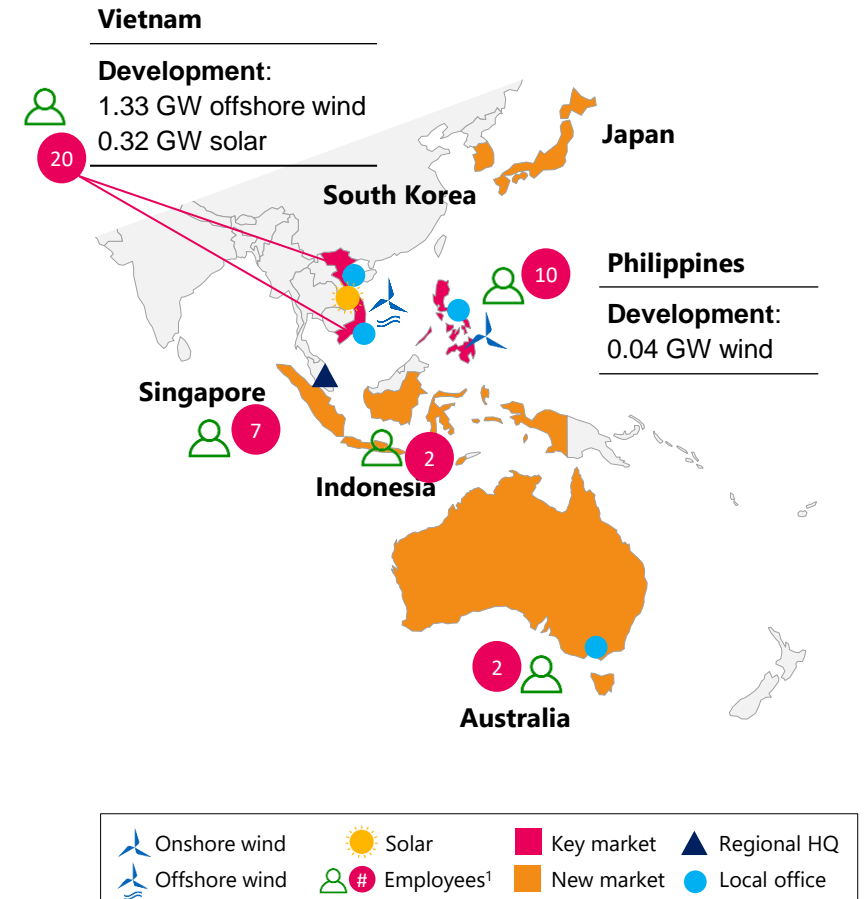 Vietnam
Development:
1.33 GW offshore wind
0.32 GW solar
20
Japan
South Korea
10
Philippines
Development:
0.04 GW wind
Singapore
7
2
Indonesia
2
Australia
Onshore wind
Solar
Key market
Regional HQ
Offshore wind
# Employees¹
New market
Local office